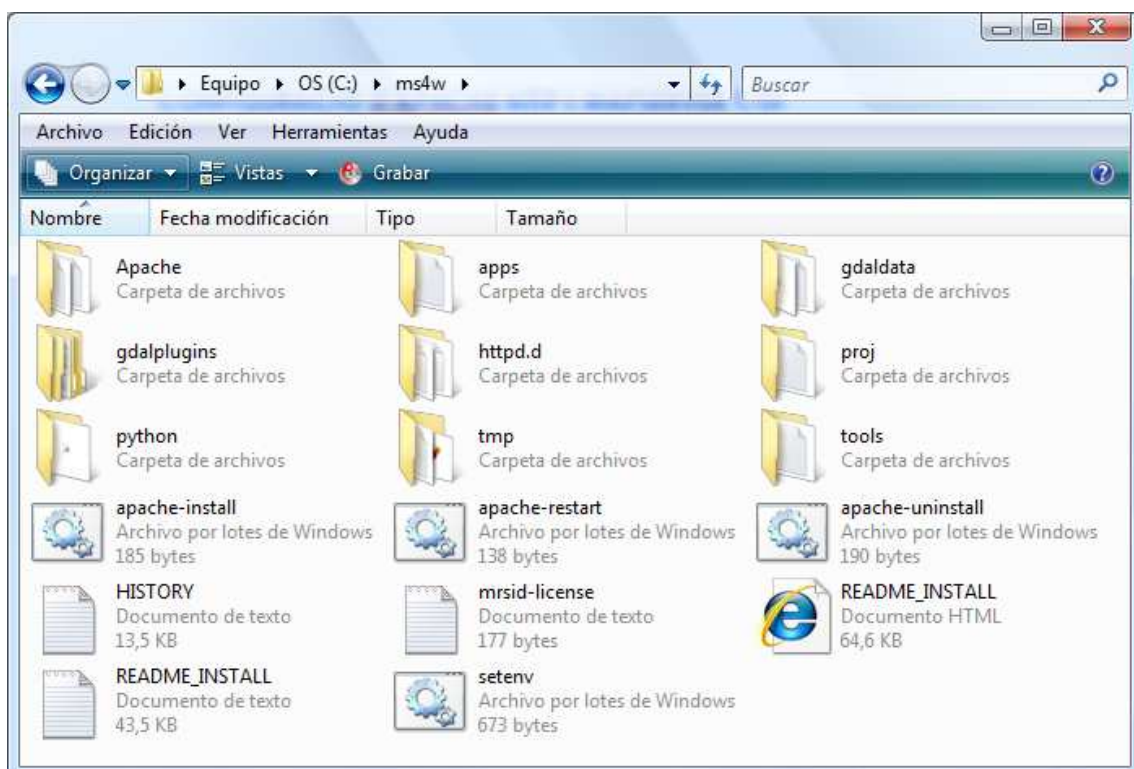 Equipo ▸ OS (C:) ▸ ms4w ▸
Buscar
Archivo Edición Ver Herramientas Ayuda
Organizar Vistas Grabar
Nombre Fecha modificación Tipo Tamaño
Apache
Carpeta de archivos
apps
Carpeta de archivos
gdaldata
Carpeta de archivos
gdalplugins
Carpeta de archivos
httpd.d
Carpeta de archivos
proj
Carpeta de archivos
python
Carpeta de archivos
tmp
Carpeta de archivos
tools
Carpeta de archivos
apache-install
Archivo por lotes de Windows
185 bytes
apache-restart
Archivo por lotes de Windows
138 bytes
apache-uninstall
Archivo por lotes de Windows
190 bytes
HISTORY
Documento de texto
13,5 KB
mrsid-license
Documento de texto
177 bytes
README_INSTALL
Documento HTML
64,6 KB
README_INSTALL
Documento de texto
43,5 KB
setenv
Archivo por lotes de Windows
673 bytes